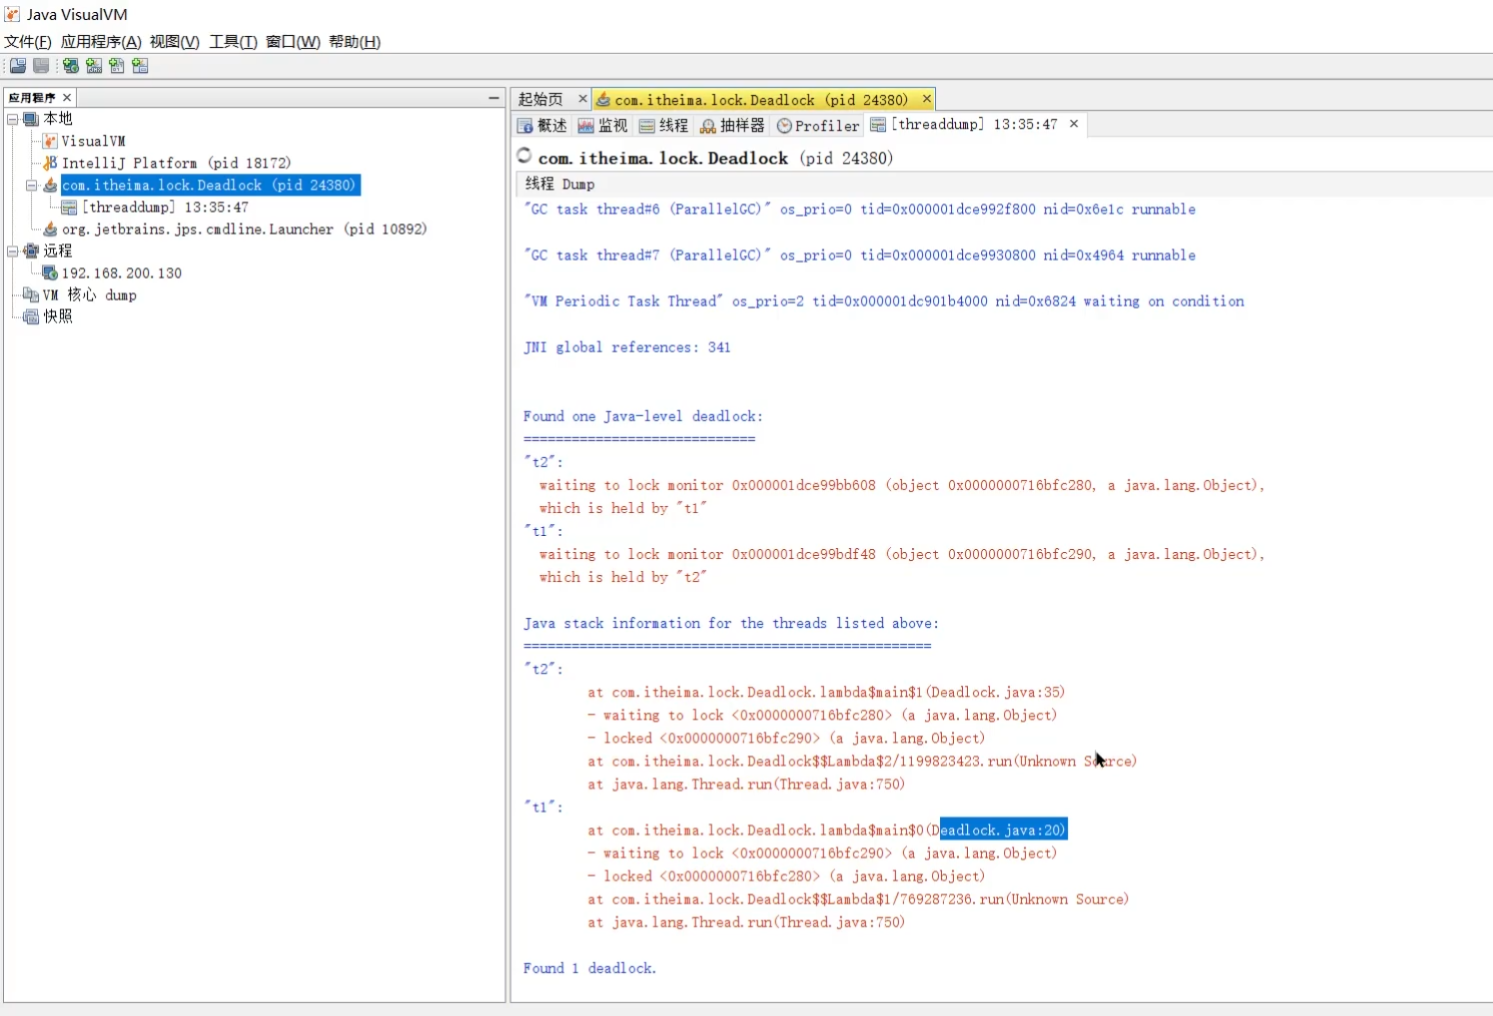 Java VisualVM
文件(F) 应用程序(A) 视图(V) 工具(T) 窗口(W) 帮助(H)
应用程序 ×
本地
VisualVM
IntelliJ Platform (pid 18172)
com.itheima.lock.Deadlock (pid 24380)
[threaddump] 13:35:47
org.jetbrains.jps.cmdline.Launcher (pid 10892)
远程
192.168.200.130
VM 核心 dump
快照
起始页 × com.itheima.lock.Deadlock (pid 24380) ×
概述 监视 线程 抽样器 Profiler [threaddump] 13:35:47 ×
com.itheima.lock.Deadlock (pid 24380)
线程 Dump
"GC task thread#6 (ParallelGC)" os_prio=0 tid=0x000001dce992f800 nid=0x6e1c runnable
"GC task thread#7 (ParallelGC)" os_prio=0 tid=0x000001dce9930800 nid=0x4964 runnable
"VM Periodic Task Thread" os_prio=2 tid=0x000001dc901b4000 nid=0x6824 waiting on condition
JNI global references: 341
Found one Java-level deadlock:
=============================
"t2":
waiting to lock monitor 0x000001dce99bb608 (object 0x0000000716bfc280, a java.lang.Object),
which is held by "t1"
"t1":
waiting to lock monitor 0x000001dce99bdf48 (object 0x0000000716bfc290, a java.lang.Object),
which is held by "t2"
Java stack information for the threads listed above:
===================================================
"t2":
at com.itheima.lock.Deadlock.lambda$main$1(Deadlock.java:35)
- waiting to lock <0x0000000716bfc280> (a java.lang.Object)
- locked <0x0000000716bfc290> (a java.lang.Object)
at com.itheima.lock.Deadlock$$Lambda$2/1199823423.run(Unknown Source)
at java.lang.Thread.run(Thread.java:750)
"t1":
at com.itheima.lock.Deadlock.lambda$main$0(Deadlock.java:20)
- waiting to lock <0x0000000716bfc290> (a java.lang.Object)
- locked <0x0000000716bfc280> (a java.lang.Object)
at com.itheima.lock.Deadlock$$Lambda$1/769287236.run(Unknown Source)
at java.lang.Thread.run(Thread.java:750)
Found 1 deadlock.